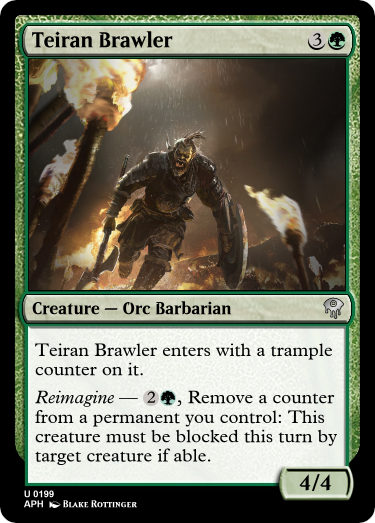 Teiran Brawler 3
Creature — Orc Barbarian
Teiran Brawler enters with a trample
counter on it.
Reimagine — 2, Remove a counter
from a permanent you control: This
creature must be blocked this turn by
target creature if able.
4/4
U 0199
APH Blake Rottinger